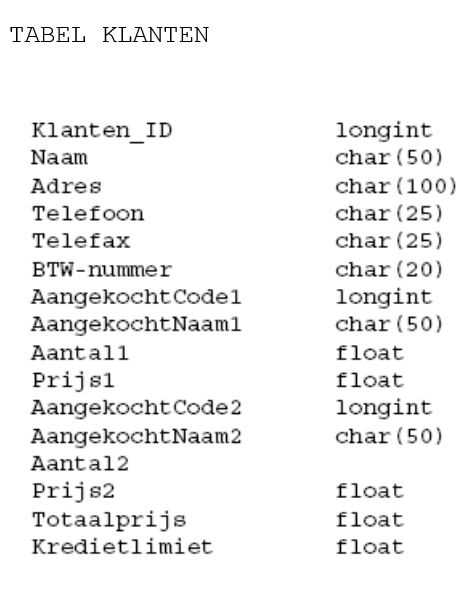 TABEL KLANTEN
Klanten_ID longint
Naam char(50)
Adres char(100)
Telefoon char(25)
Telefax char(25)
BTW-nummer char(20)
AangekochtCode1 longint
AangekochtNaam1 char(50)
Aantal1 float
Prijs1 float
AangekochtCode2 longint
AangekochtNaam2 char(50)
Aantal2
Prijs2 float
Totaalprijs float
Kredietlimiet float